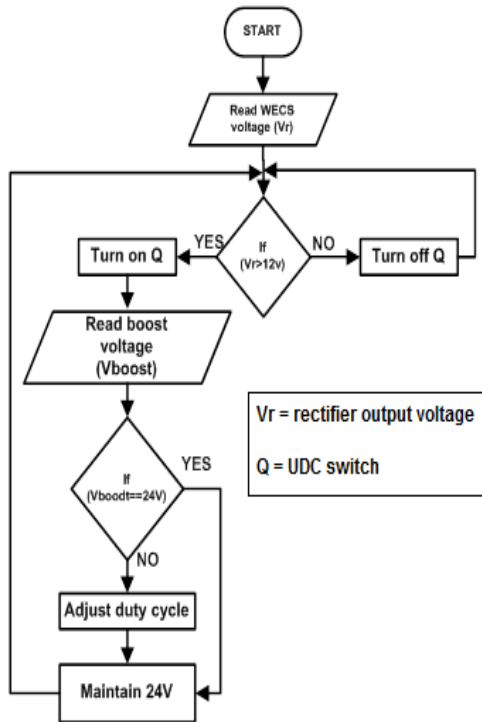 START
Read WECS
voltage (Vr)
If
(Vr>12v)
YES
NO
Turn on Q
Turn off Q
Read boost
voltage
(Vboost)
Vr = rectifier output voltage
Q = UDC switch
If
(Vboodt==24V)
YES
NO
Adjust duty cycle
Maintain 24V